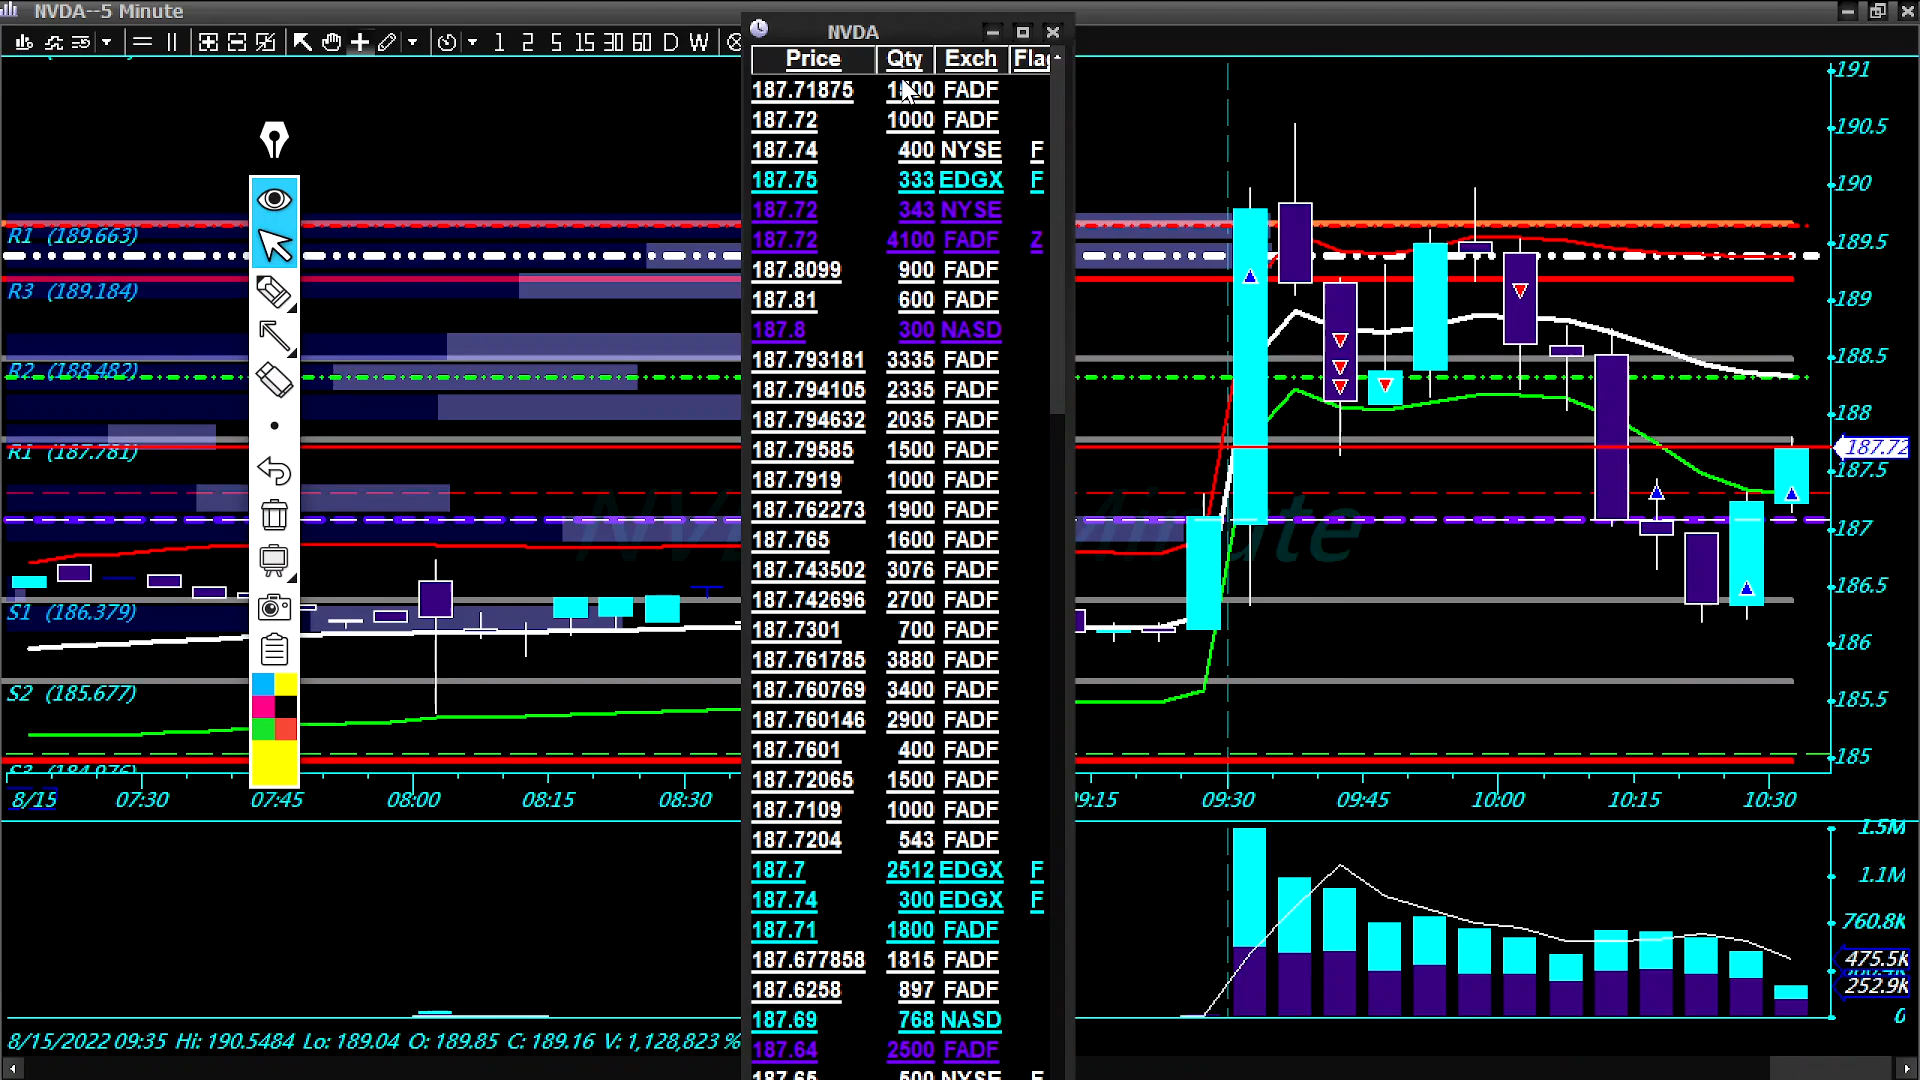 NVDA--5 Minute
1 2 5 15 30 60 D W
NVDA
Price Qty Exch Flag
187.71875 FADF
187.72 1000 FADF
187.74 400 NYSE F
187.75 333 EDGX F
187.72 343 NYSE
187.72 4100 FADF Z
187.8099 900 FADF
187.81 600 FADF
187.8 300 NASD
187.793181 3335 FADF
187.794105 2335 FADF
187.794632 2035 FADF
187.79585 1500 FADF
187.7919 1000 FADF
187.762273 1900 FADF
187.765 1600 FADF
187.743502 3076 FADF
187.742696 2700 FADF
187.7301 700 FADF
187.761785 3880 FADF
187.760769 3400 FADF
187.760146 2900 FADF
187.7601 400 FADF
187.72065 1500 FADF
187.7109 1000 FADF
187.7204 543 FADF
187.7 2512 EDGX F
187.74 300 EDGX F
187.71 1800 FADF
187.677858 1815 FADF
187.6258 897 FADF
187.69 768 NASD
187.64 2500 FADF
187.65 500 NYSE F
R1 (189.663)
R3 (189.184)
R2 (188.482)
R1 (187.781)
S1 (186.379)
S2 (185.677)
S3 (184.976)
191
190.5
190
189.5
189
188.5
188
187.72
187.5
187
186.5
186
185.5
185
8/15 07:30 07:45 08:00 08:15 08:30 09:15 09:30 09:45 10:00 10:15 10:30
1.5M
1.1M
760.8k
475.5k
252.9k
0
8/15/2022 09:35 Hi: 190.5484 Lo: 189.04 O: 189.85 C: 189.16 V: 1,128,823 %